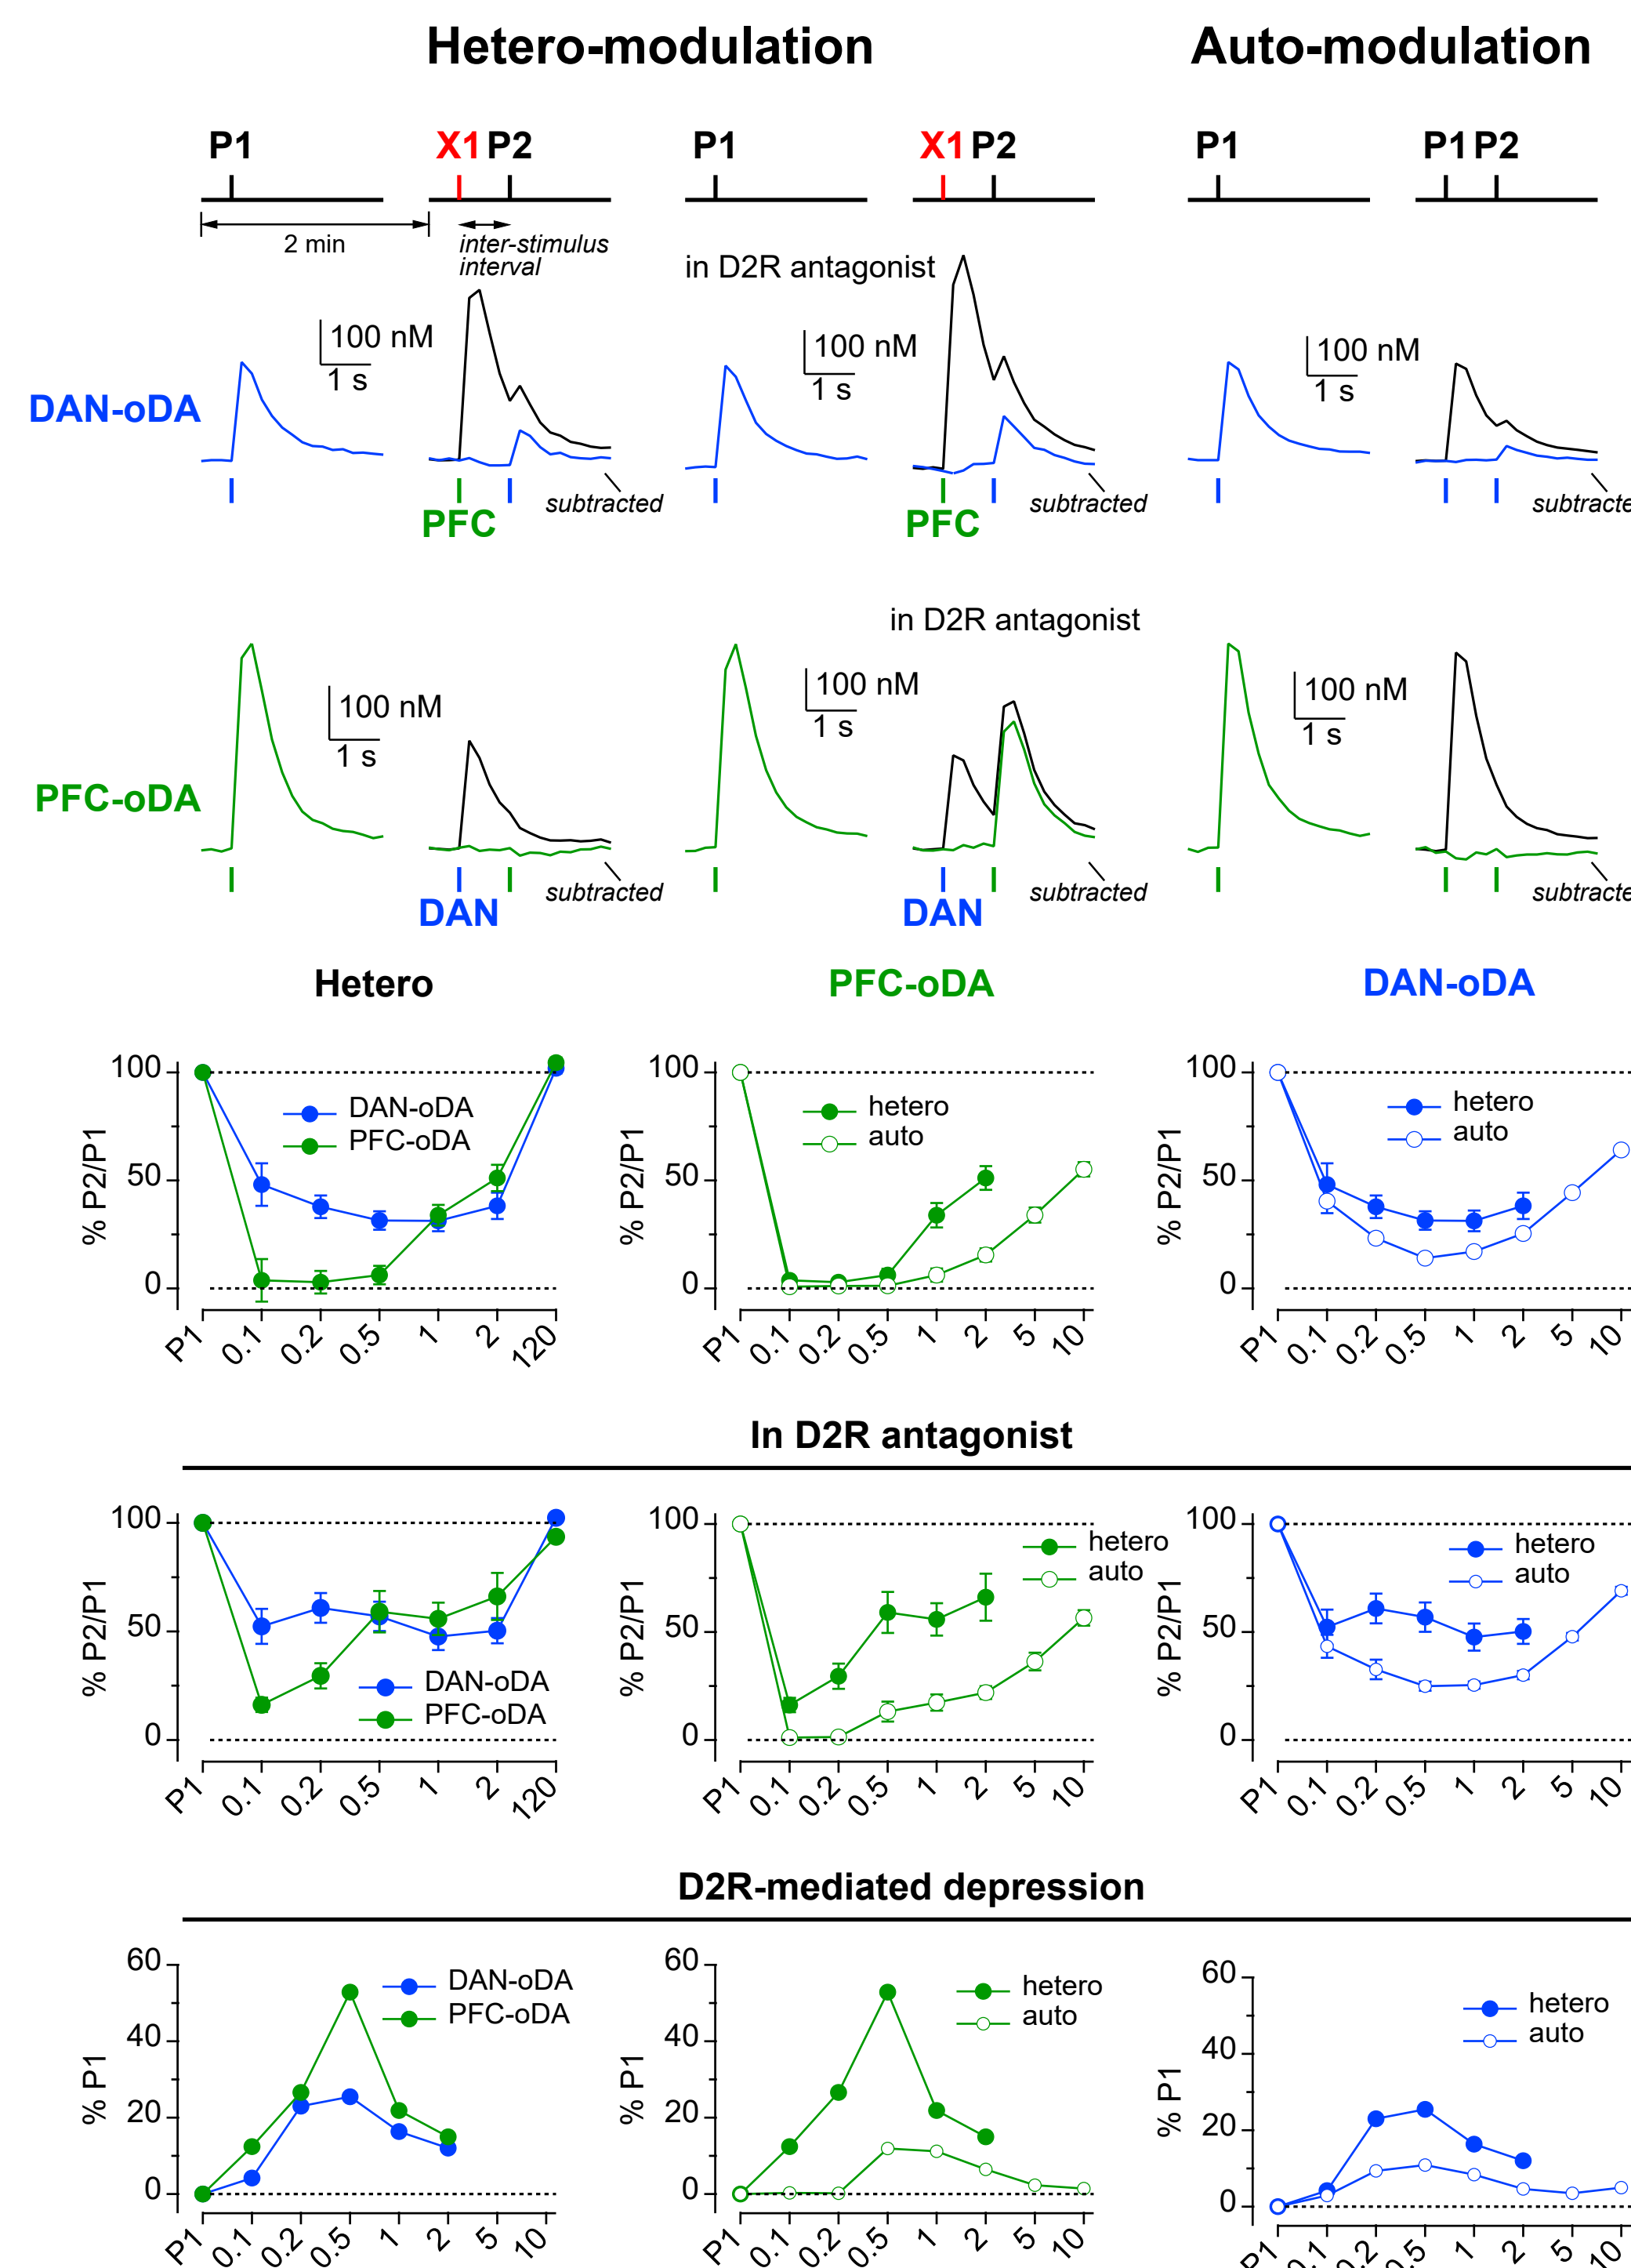 Hetero-modulation Auto-modulation
P1 X1 P2 P1 X1 P2 P1 P1 P2
2 min inter-stimulus
interval
in D2R antagonist
100 nM 100 nM 100 nM
1 s 1 s 1 s
DAN-oDA
subtracted subtracted
PFC PFC
in D2R antagonist
100 nM 100 nM 100 nM
1 s 1 s 1 s
PFC-oDA
subtracted subtracted
DAN DAN
Hetero PFC-oDA DAN-oDA
% P2/P1
100
50
0
DAN-oDA
PFC-oDA
P1 0.1 0.2 0.5 1 2 120
% P2/P1
100
50
0
hetero
auto
P1 0.1 0.2 0.5 1 2 5 10
% P2/P1
100
50
0
hetero
auto
P1 0.1 0.2 0.5 1 2 5 10
In D2R antagonist
% P2/P1
100
50
0
DAN-oDA
PFC-oDA
P1 0.1 0.2 0.5 1 2 120
% P2/P1
100
50
0
hetero
auto
P1 0.1 0.2 0.5 1 2 5 10
% P2/P1
100
50
0
hetero
auto
P1 0.1 0.2 0.5 1 2 5 10
D2R-mediated depression
% P1
60
40
20
0
DAN-oDA
PFC-oDA
P1 0.1 0.2 0.5 1 2 5 10
% P1
60
40
20
0
hetero
auto
P1 0.1 0.2 0.5 1 2 5 10
% P1
60
40
20
0
hetero
auto
P1 0.1 0.2 0.5 1 2 5 10